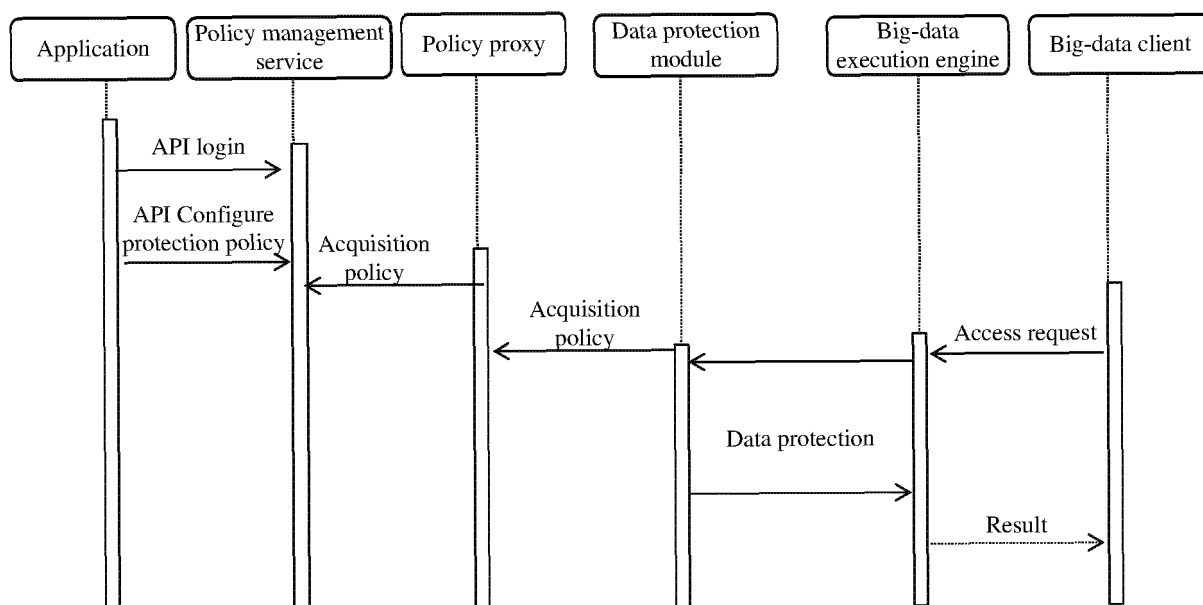 Application
Policy management
service
Policy proxy
Data protection
module
Big-data
execution engine
Big-data client
API login
API Configure
protection policy
Acquisition
policy
Acquisition
policy
Access request
Data protection
Result